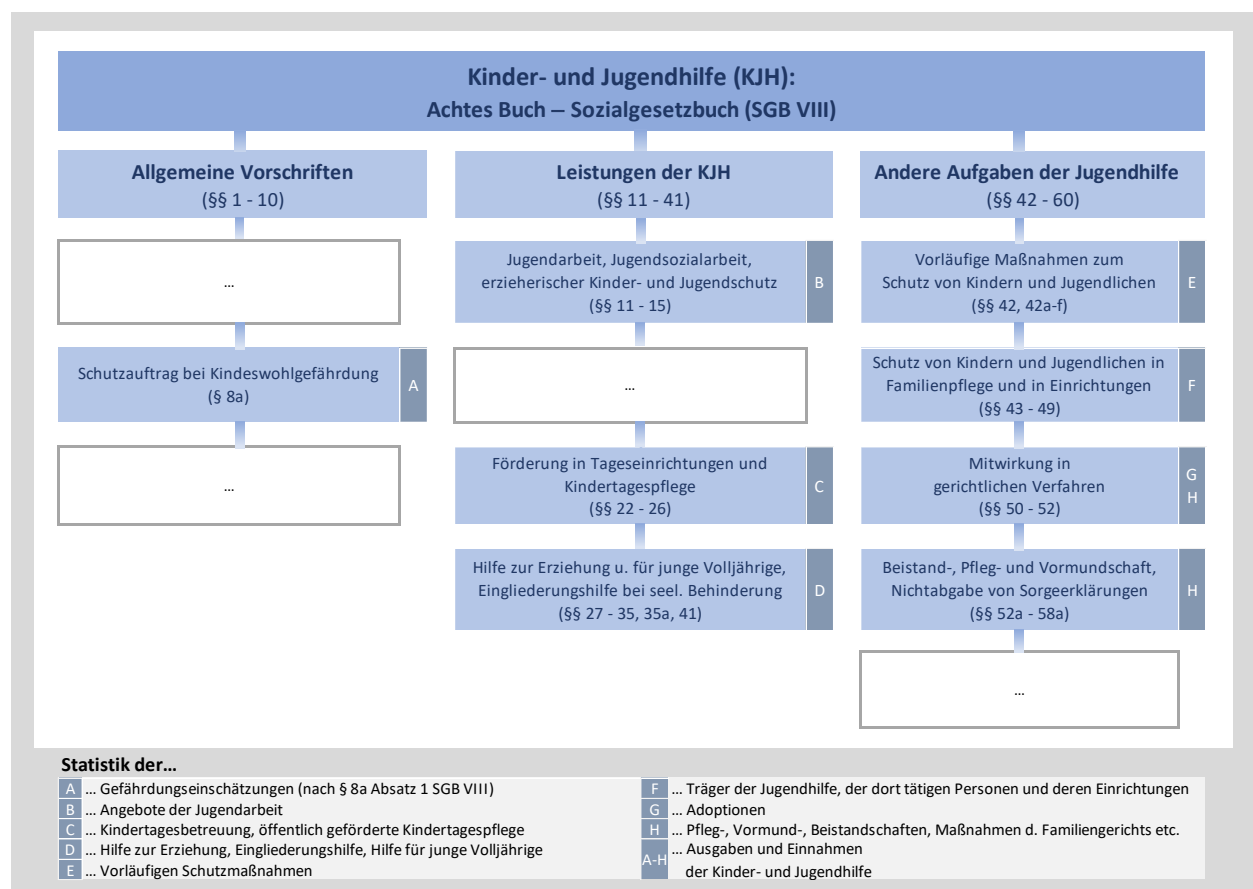 Kinder- und Jugendhilfe (KJH):
Achtes Buch – Sozialgesetzbuch (SGB VIII)
Allgemeine Vorschriften
(§§ 1 - 10)
...
Schutzauftrag bei Kindeswohlgefährdung
(§ 8a)
A
...
Leistungen der KJH
(§§ 11 - 41)
Jugendarbeit, Jugendsozialarbeit,
erzieherischer Kinder- und Jugendschutz
(§§ 11 - 15)
B
...
Förderung in Tageseinrichtungen und
Kindertagespflege
(§§ 22 - 26)
C
Hilfe zur Erziehung u. für junge Volljährige,
Eingliederungshilfe bei seel. Behinderung
(§§ 27 - 35, 35a, 41)
D
Andere Aufgaben der Jugendhilfe
(§§ 42 - 60)
Vorläufige Maßnahmen zum
Schutz von Kindern und Jugendlichen
(§§ 42, 42a-f)
E
Schutz von Kindern und Jugendlichen in
Familienpflege und in Einrichtungen
(§§ 43 - 49)
F
Mitwirkung in
gerichtlichen Verfahren
(§§ 50 - 52)
G
H
Beistand-, Pfleg- und Vormundschaft,
Nichtabgabe von Sorgeerklärungen
(§§ 52a - 58a)
H
...
Statistik der...
A ... Gefährdungseinschätzungen (nach § 8a Absatz 1 SGB VIII)
B ... Angebote der Jugendarbeit
C ... Kindertagesbetreuung, öffentlich geförderte Kindertagespflege
D ... Hilfe zur Erziehung, Eingliederungshilfe, Hilfe für junge Volljährige
E ... Vorläufigen Schutzmaßnahmen
F ... Träger der Jugendhilfe, der dort tätigen Personen und deren Einrichtungen
G ... Adoptionen
H ... Pfleg-, Vormund-, Beistandschaften, Maßnahmen d. Familiengerichts etc.
A-H ... Ausgaben und Einnahmen
der Kinder- und Jugendhilfe